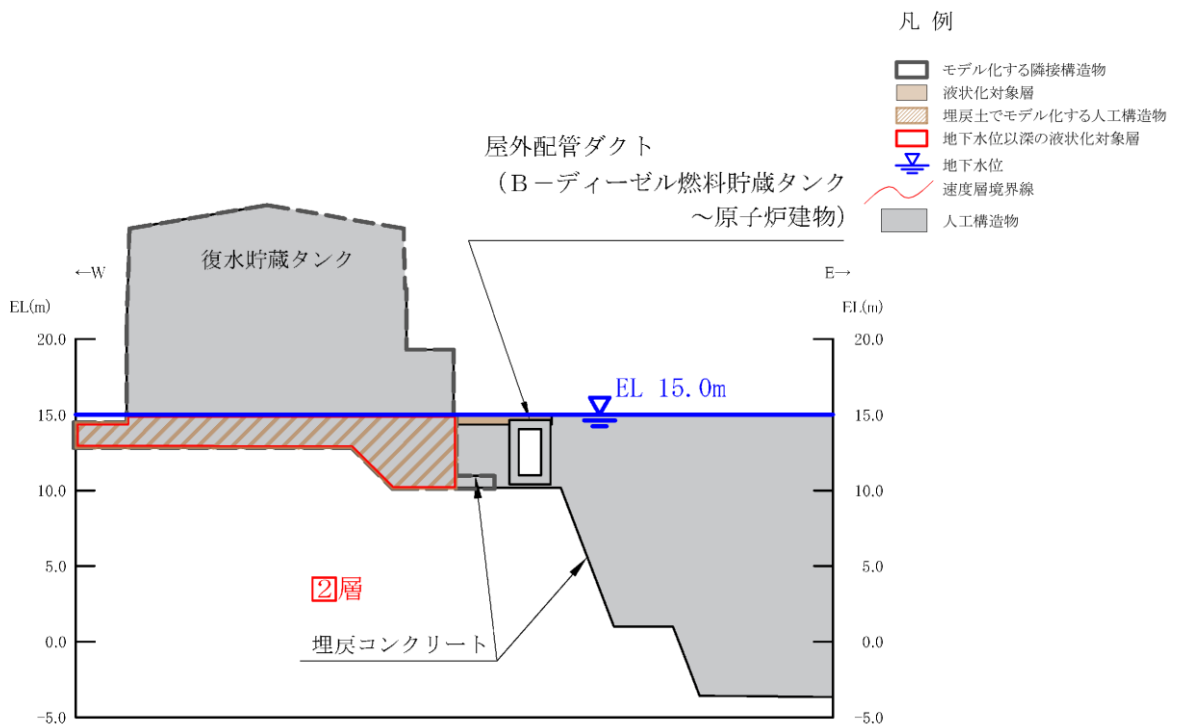 凡 例
モデル化する隣接構造物
液状化対象層
埋戻土でモデル化する人工構造物
地下水位以深の液状化対象層
地下水位
速度層境界線
人工構造物
屋外配管ダクト
（B－ディーゼル燃料貯蔵タンク
～原子炉建物）
復水貯蔵タンク
←W
E→
EL(m)
EL(m)
20.0
20.0
EL 15.0m
15.0
15.0
10.0
10.0
5.0
5.0
2層
埋戻コンクリート
0.0
0.0
-5.0
-5.0